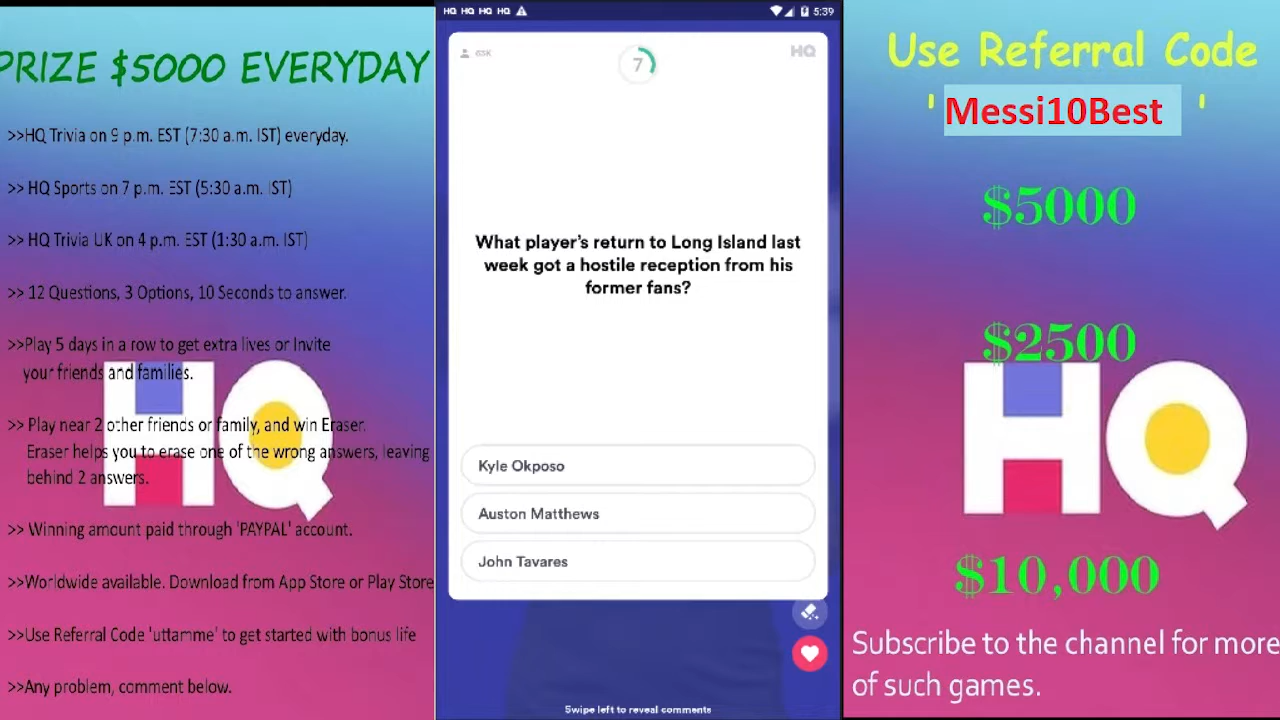 PRIZE $5000 EVERYDAY
>>HQ Trivia on 9 p.m. EST (7:30 a.m. IST) everyday.
>> HQ Sports on 7 p.m. EST (5:30 a.m. IST)
>> HQ Trivia UK on 4 p.m. EST (1:30 a.m. IST)
>> 12 Questions, 3 Options, 10 Seconds to answer.
>>Play 5 days in a row to get extra lives or Invite
your friends and families.
>> Play near 2 other friends or family, and win Eraser.
Eraser helps you to erase one of the wrong answers, leaving
behind 2 answers.
>> Winning amount paid through 'PAYPAL' account.
>>Worldwide available. Download from App Store or Play Store
>>Use Referral Code 'uttamme' to get started with bonus life
>>Any problem, comment below.
HQ
HQ HQ HQ HQ 5:39
65K 7 HQ
What player's return to Long Island last
week got a hostile reception from his
former fans?
Kyle Okposo
Auston Matthews
John Tavares
Swipe left to reveal comments
Use Referral Code
' Messi10Best '
$5000
$2500
HQ
$10,000
Subscribe to the channel for more
of such games.